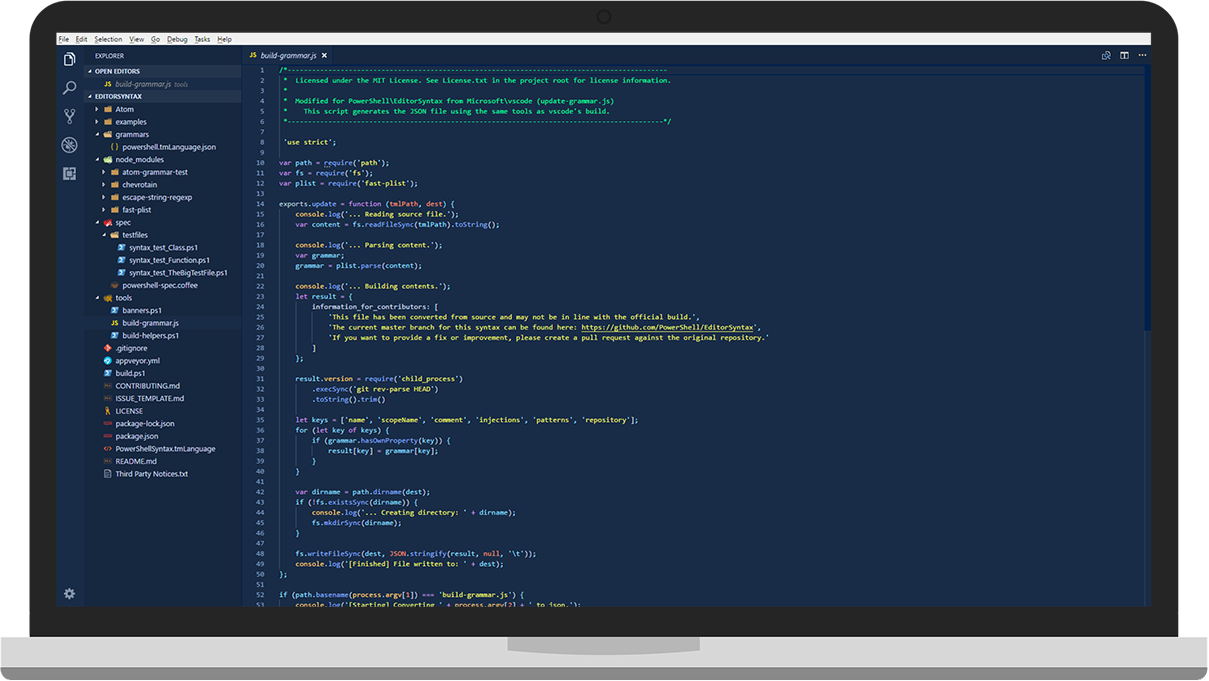 File Edit Selection View Go Debug Tasks Help
EXPLORER
OPEN EDITORS
JS build-grammar.js tools
EDITORSYNTAX
Atom
examples
grammars
{ } powershell.tmLanguage.json
node_modules
atom-grammar-test
chevrotain
escape-string-regexp
fast-plist
spec
testfiles
syntax_test_Class.ps1
syntax_test_Function.ps1
syntax_test_TheBigTestFile.ps1
powershell-spec.coffee
tools
banners.ps1
JS build-grammar.js
build-helpers.ps1
.gitignore
appveyor.yml
build.ps1
CONTRIBUTING.md
ISSUE_TEMPLATE.md
LICENSE
package-lock.json
package.json
PowerShellSyntax.tmLanguage
README.md
Third Party Notices.txt
JS build-grammar.js ×
1 /*---------------------------------------------------------------------------------------------
2  *  Licensed under the MIT License. See License.txt in the project root for license information.
3  *
4  *  Modified for PowerShell\EditorSyntax from Microsoft\vscode (update-grammar.js)
5  *    This script generates the JSON file using the same tools as vscode's build.
6  *--------------------------------------------------------------------------------------------*/
7
8 'use strict';
9
10 var path = require('path');
11 var fs = require('fs');
12 var plist = require('fast-plist');
13
14 exports.update = function (tmlPath, dest) {
15     console.log('... Reading source file.');
16     var content = fs.readFileSync(tmlPath).toString();
17
18     console.log('... Parsing content.');
19     var grammar;
20     grammar = plist.parse(content);
21
22     console.log('... Building contents.');
23     let result = {
24         information_for_contributors: [
25             'This file has been converted from source and may not be in line with the official build.',
26             'The current master branch for this syntax can be found here: https://github.com/PowerShell/EditorSyntax',
27             'If you want to provide a fix or improvement, please create a pull request against the original repository.'
28         ]
29     };
30
31     result.version = require('child_process')
32         .execSync('git rev-parse HEAD')
33         .toString().trim()
34
35     let keys = ['name', 'scopeName', 'comment', 'injections', 'patterns', 'repository'];
36     for (let key of keys) {
37         if (grammar.hasOwnProperty(key)) {
38             result[key] = grammar[key];
39         }
40     }
41
42     var dirname = path.dirname(dest);
43     if (!fs.existsSync(dirname)) {
44         console.log('... Creating directory: ' + dirname);
45         fs.mkdirSync(dirname);
46     }
47
48     fs.writeFileSync(dest, JSON.stringify(result, null, '\t'));
49     console.log('[Finished] File written to: ' + dest);
50 };
51
52 if (path.basename(process.argv[1]) === 'build-grammar.js') {
53     console.log('[Starting] Converting ' + process.argv[2] + ' to json.');